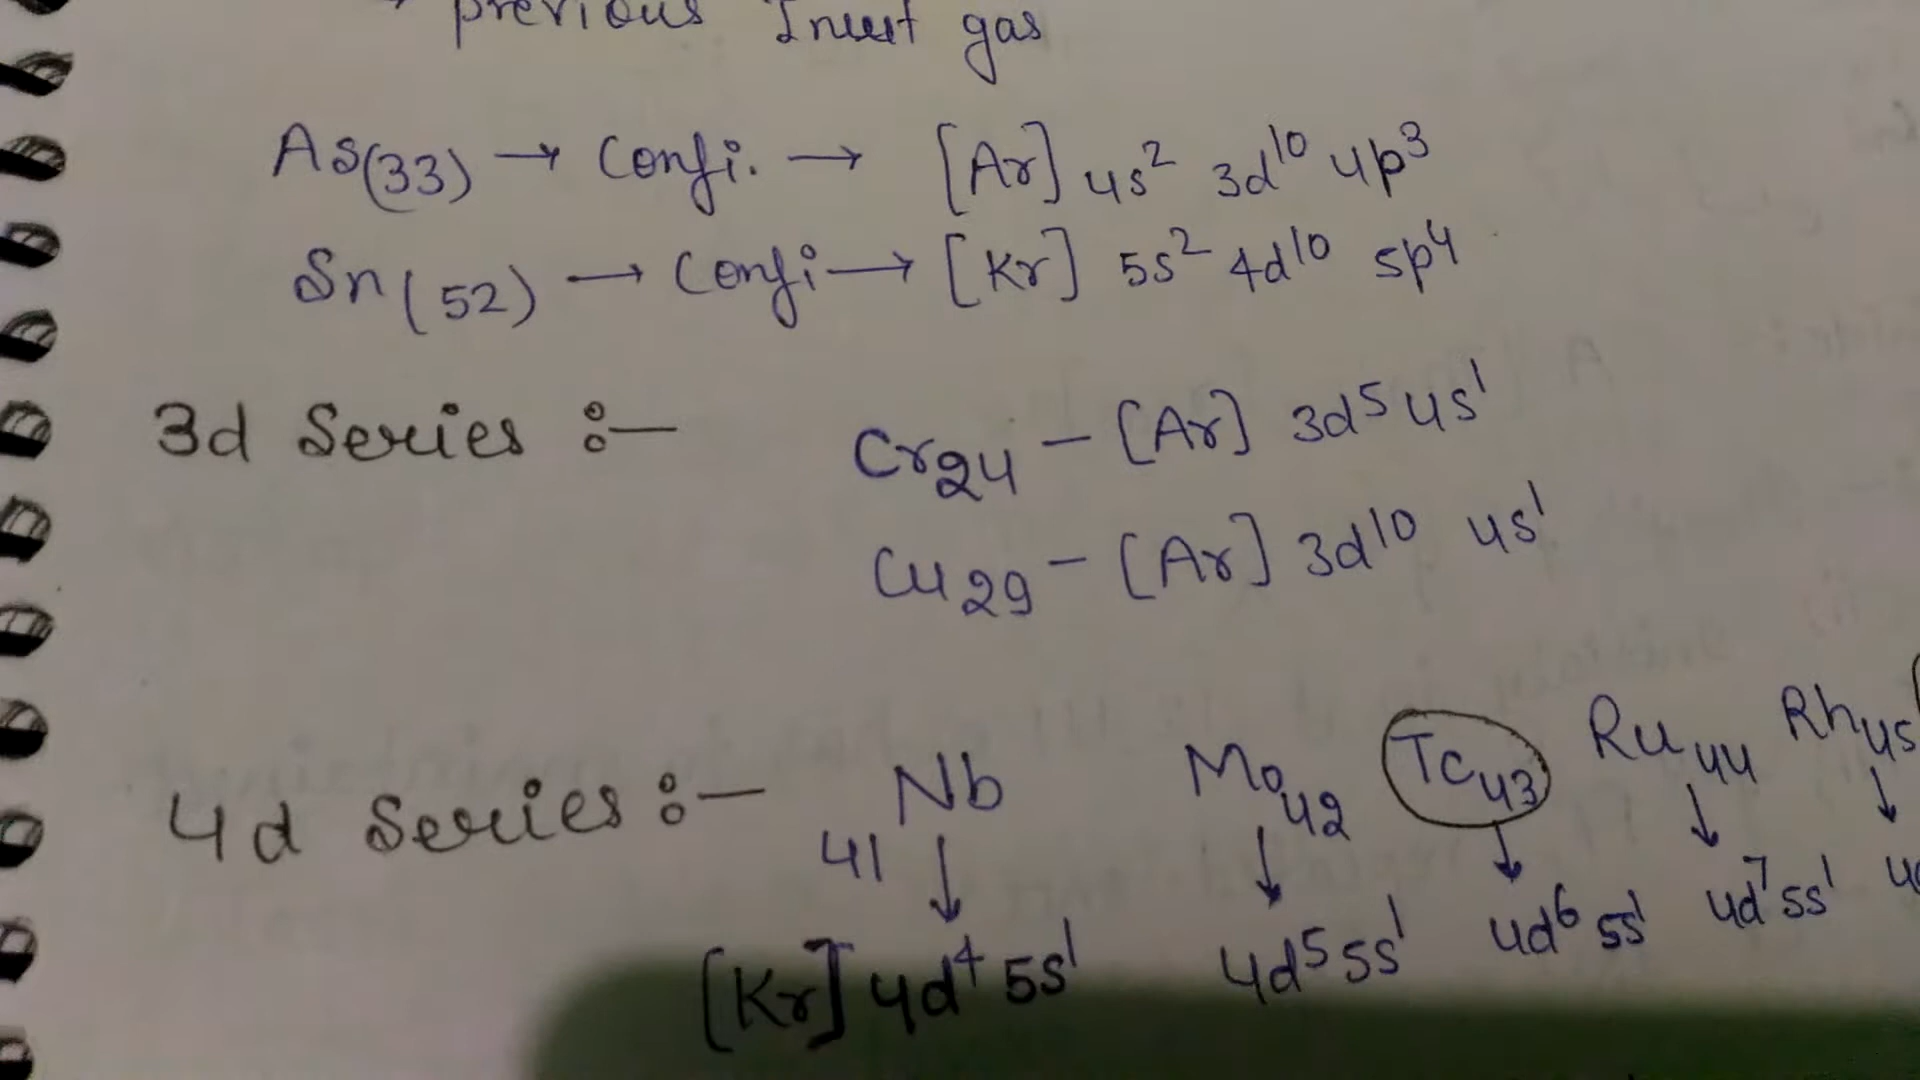 previous Inert gas
As(33) → Confi. → [Ar] 4s² 3d¹⁰ 4p³
Sn(52) → Confi → [Kr] 5s² 4d¹⁰ 5p⁴
3d Series :- Cr₂₄ - [Ar] 3d⁵ 4s¹
Cu₂₉ - [Ar] 3d¹⁰ 4s¹
4d Series :- ₄₁Nb Mo₄₂ Tc₄₃ Ru₄₄ Rh₄₅
↓ ↓ ↓ ↓ ↓
[Kr] 4d⁴ 5s¹ 4d⁵ 5s¹ 4d⁶ 5s¹ 4d⁷ 5s¹